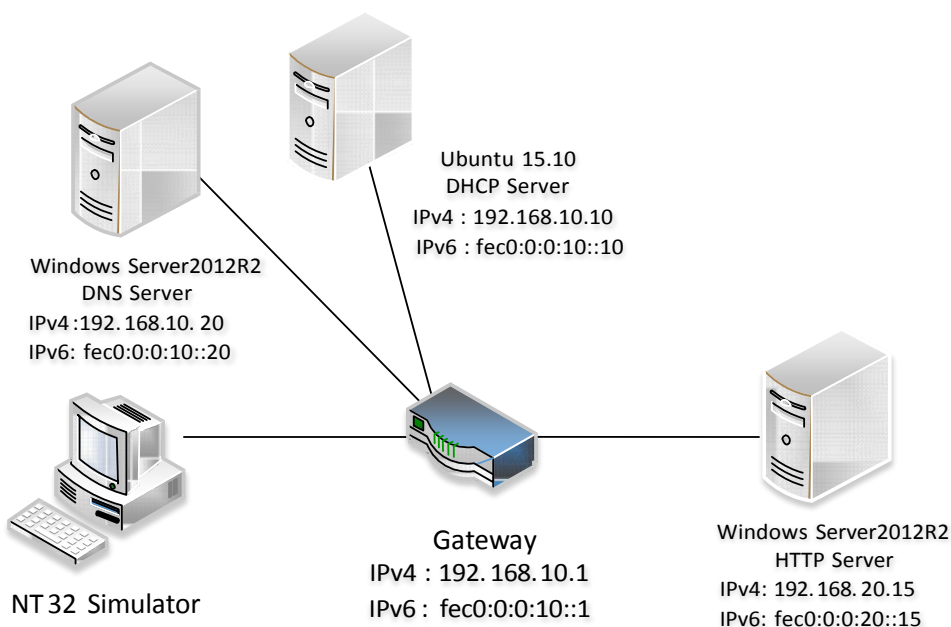 Ubuntu 15.10
DHCP Server
IPv4 : 192.168.10.10
IPv6 : fec0:0:0:10::10
Windows Server2012R2
DNS Server
IPv4 :192. 168.10. 20
IPv6: fec0:0:0:10::20
NT 32 Simulator
Gateway
IPv4 : 192. 168.10.1
IPv6 : fec0:0:0:10::1
Windows Server2012R2
HTTP Server
IPv4: 192.168. 20.15
IPv6: fec0:0:0:20::15